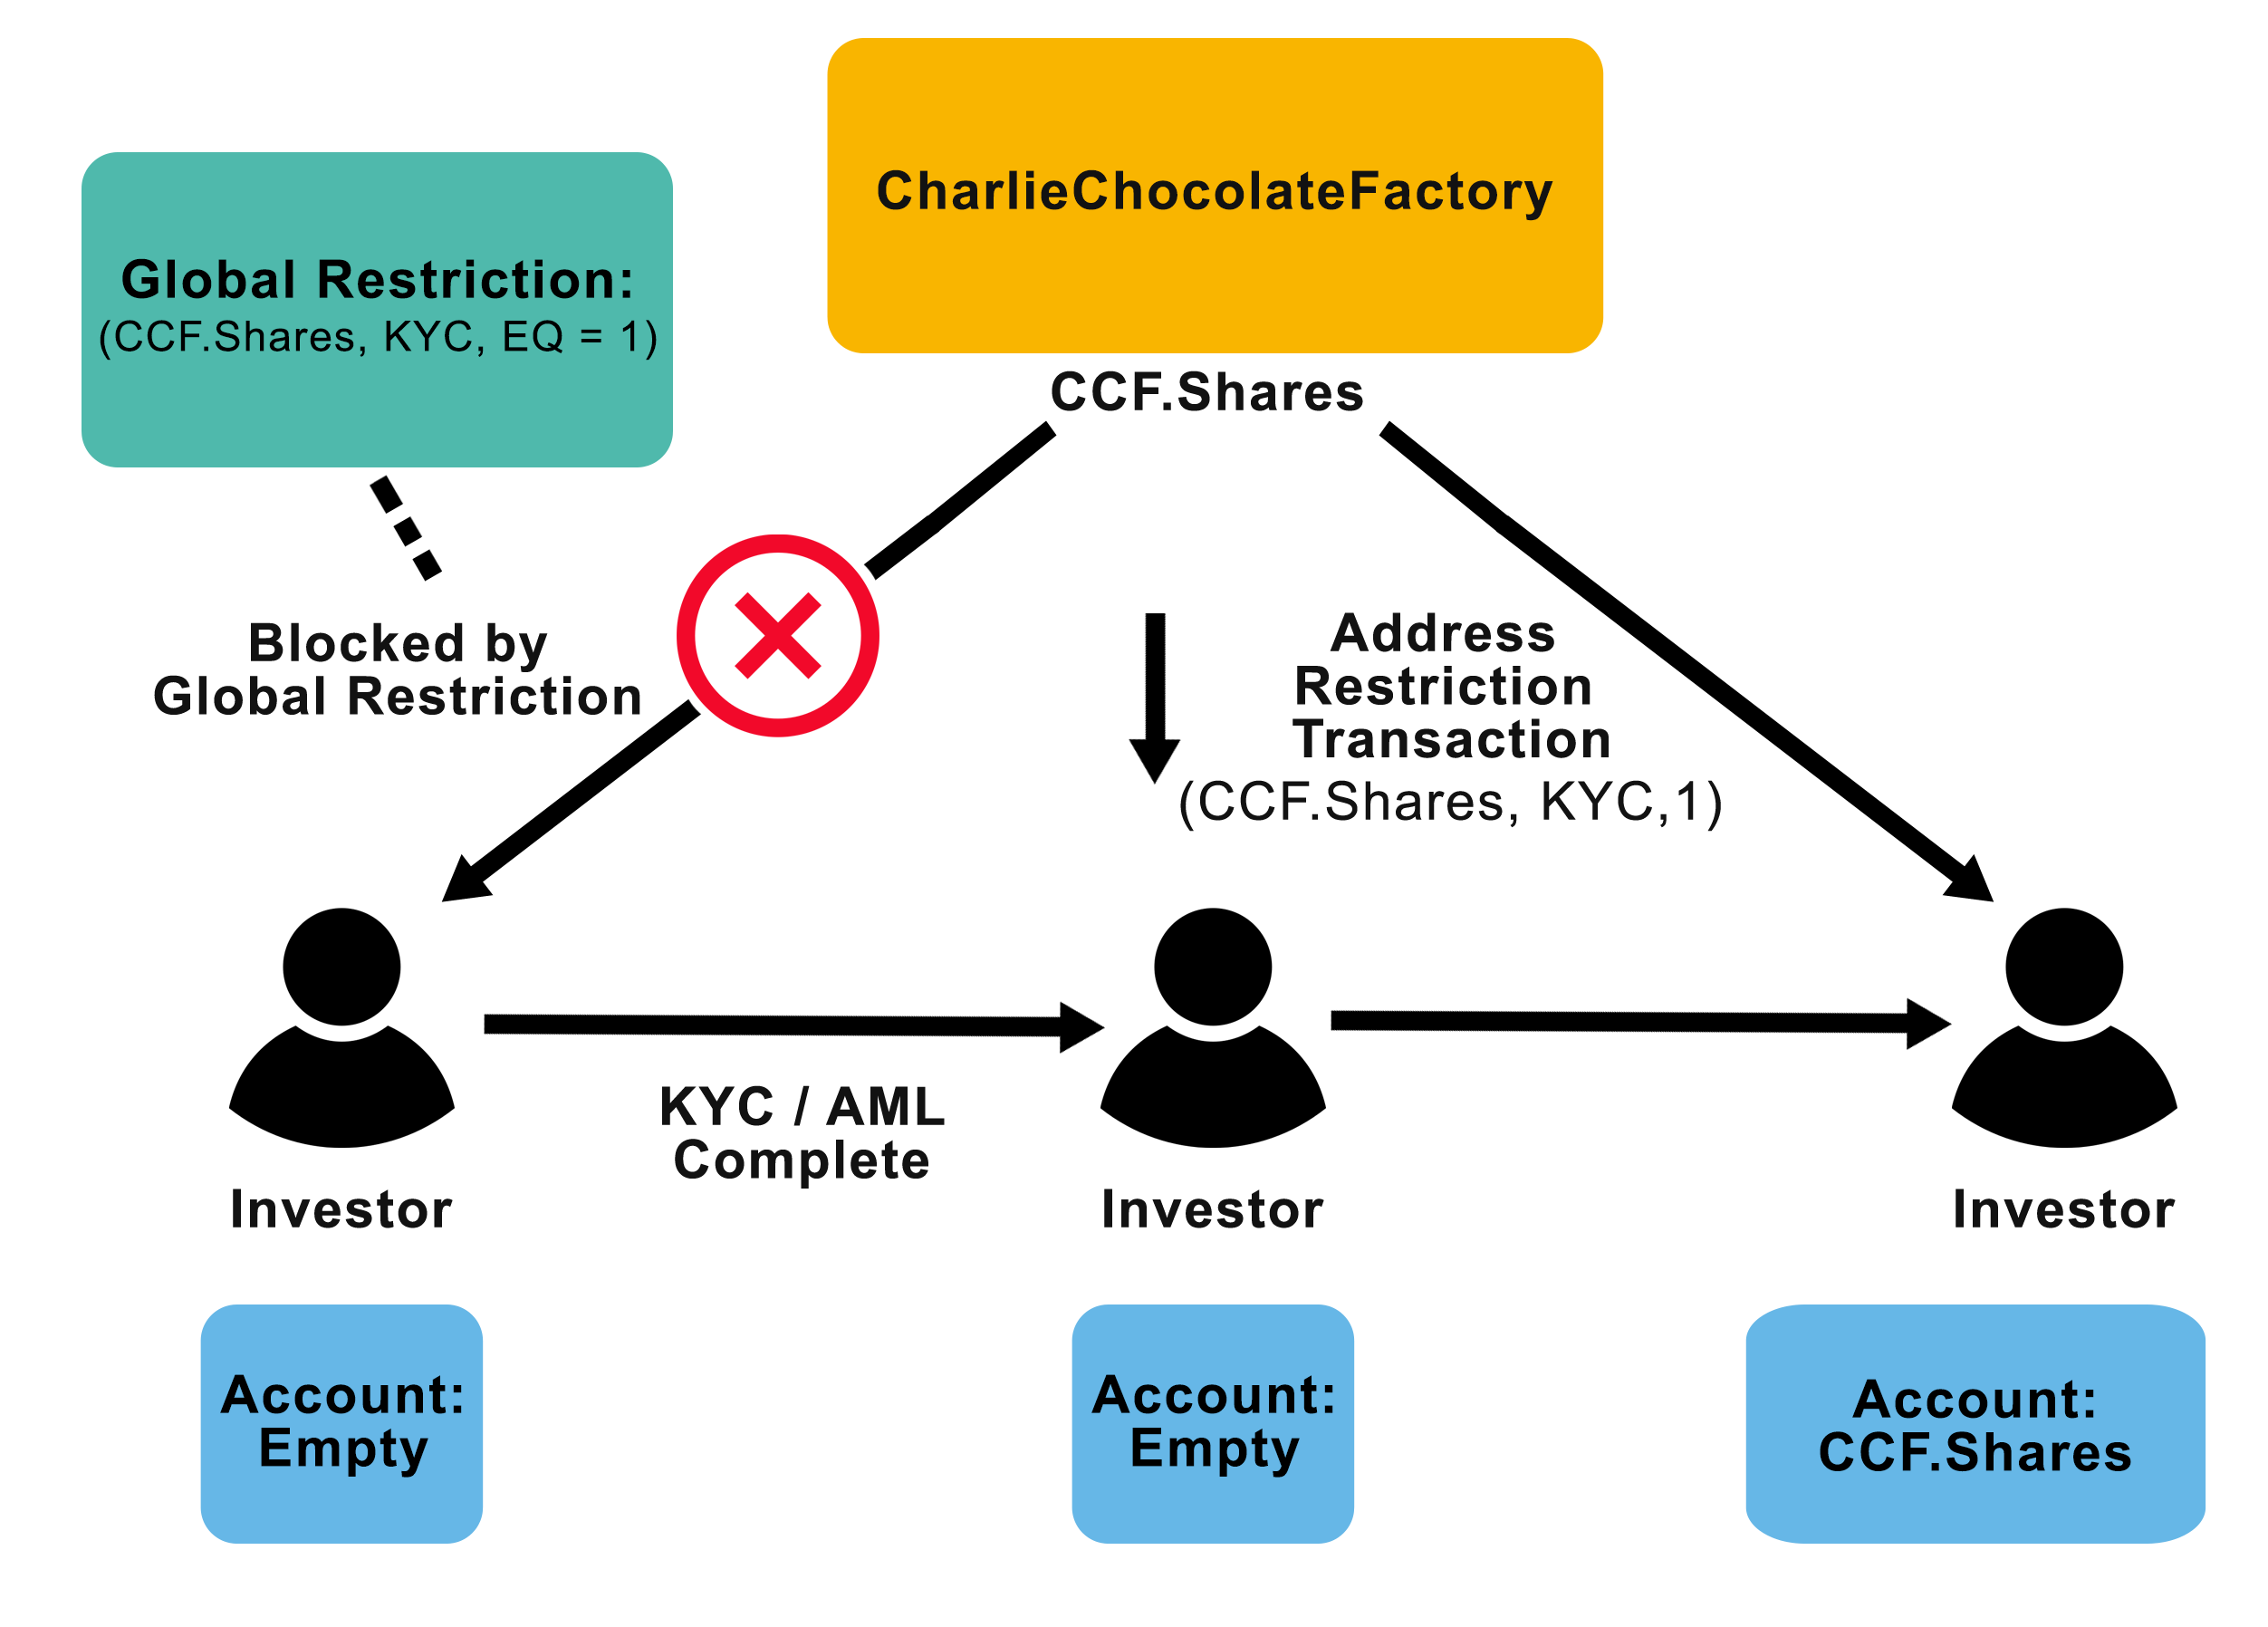 CharlieChocolateFactory
Global Restriction:
(CCF.Shares, KYC, EQ = 1)
CCF.Shares
Blocked by
Global Restriction
Address
Restriction
Transaction
(CCF.Shares, KYC,1)
KYC / AML
Complete
Investor
Investor
Investor
Account:
Empty
Account:
Empty
Account:
CCF.Shares